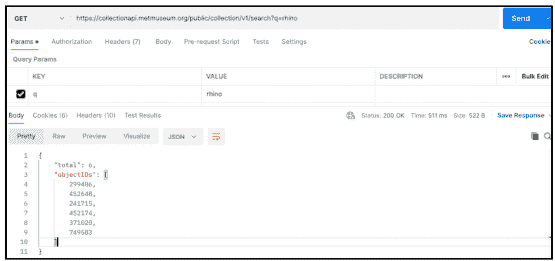 GET https://collectionapi.metmuseum.org/public/collection/v1/search?q=rhino Send
Params Authorization Headers (7) Body Pre-request Script Tests Settings Cookie
Query Params
KEY VALUE DESCRIPTION ooo Bulk Edit
q rhino
Body Cookies (6) Headers (10) Test Results Status: 200 OK Time: 511 ms Size: 522 B Save Response
Pretty Raw Preview Visualize JSON
1 {
2 "total": 6,
3 "objectIDs": [
4 299486,
5 452648,
6 241715,
7 452174,
8 371020,
9 749583
10 ]
11 }